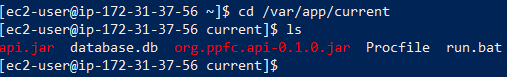 [ec2-user@ip-172-31-37-56 ~]$ cd /var/app/current
[ec2-user@ip-172-31-37-56 current]$ ls
api.jar database.db org.ppfc.api-0.1.0.jar Procfile run.bat
[ec2-user@ip-172-31-37-56 current]$